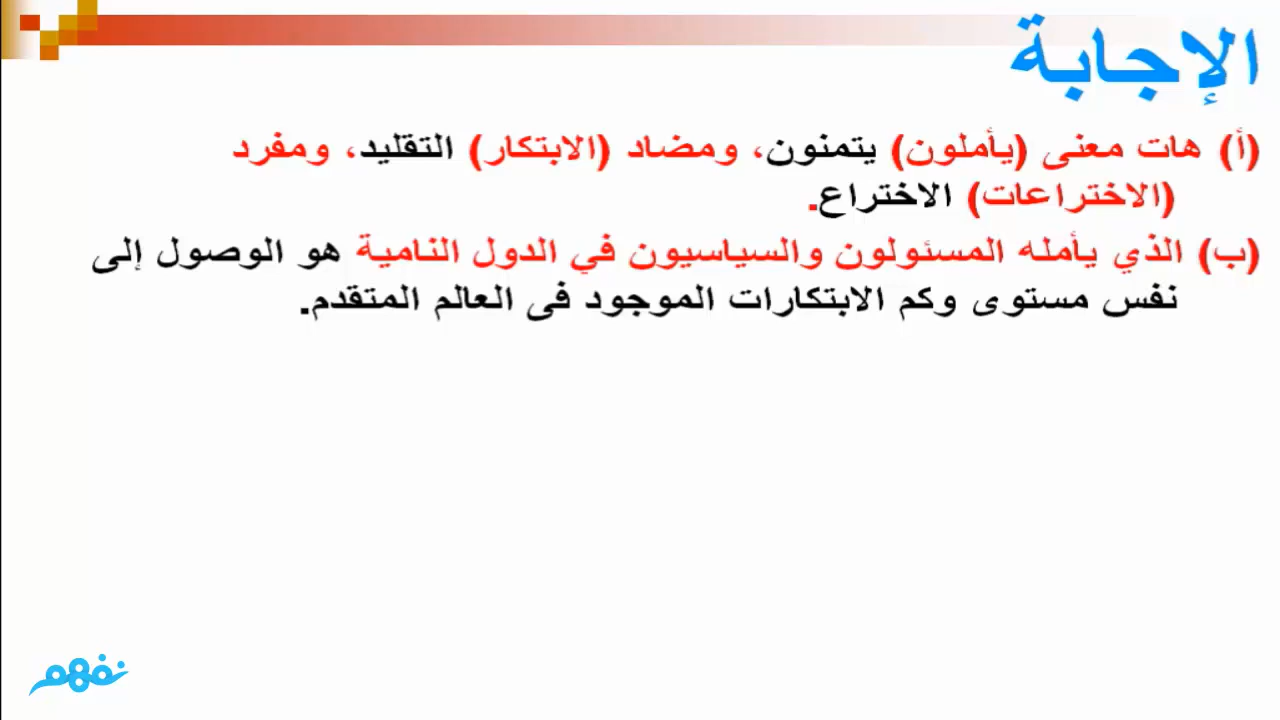 الإجابة
(أ) هات معنى (يأملون) يتمنون، ومضاد (الابتكار) التقليد، ومفرد
(الاختراعات) الاختراع.
(ب) الذي يأمله المسئولون والسياسيون في الدول النامية هو الوصول إلى
نفس مستوى وكم الابتكارات الموجود فى العالم المتقدم.
نفهم